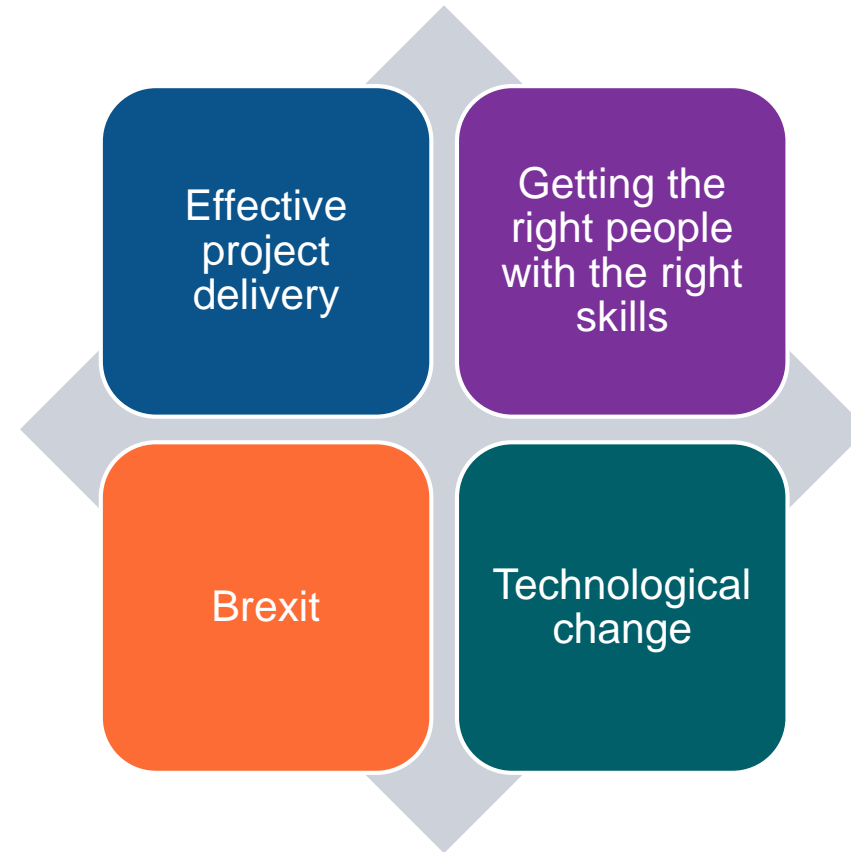 Effective
project
delivery
Getting the
right people
with the right
skills
Brexit
Technological
change